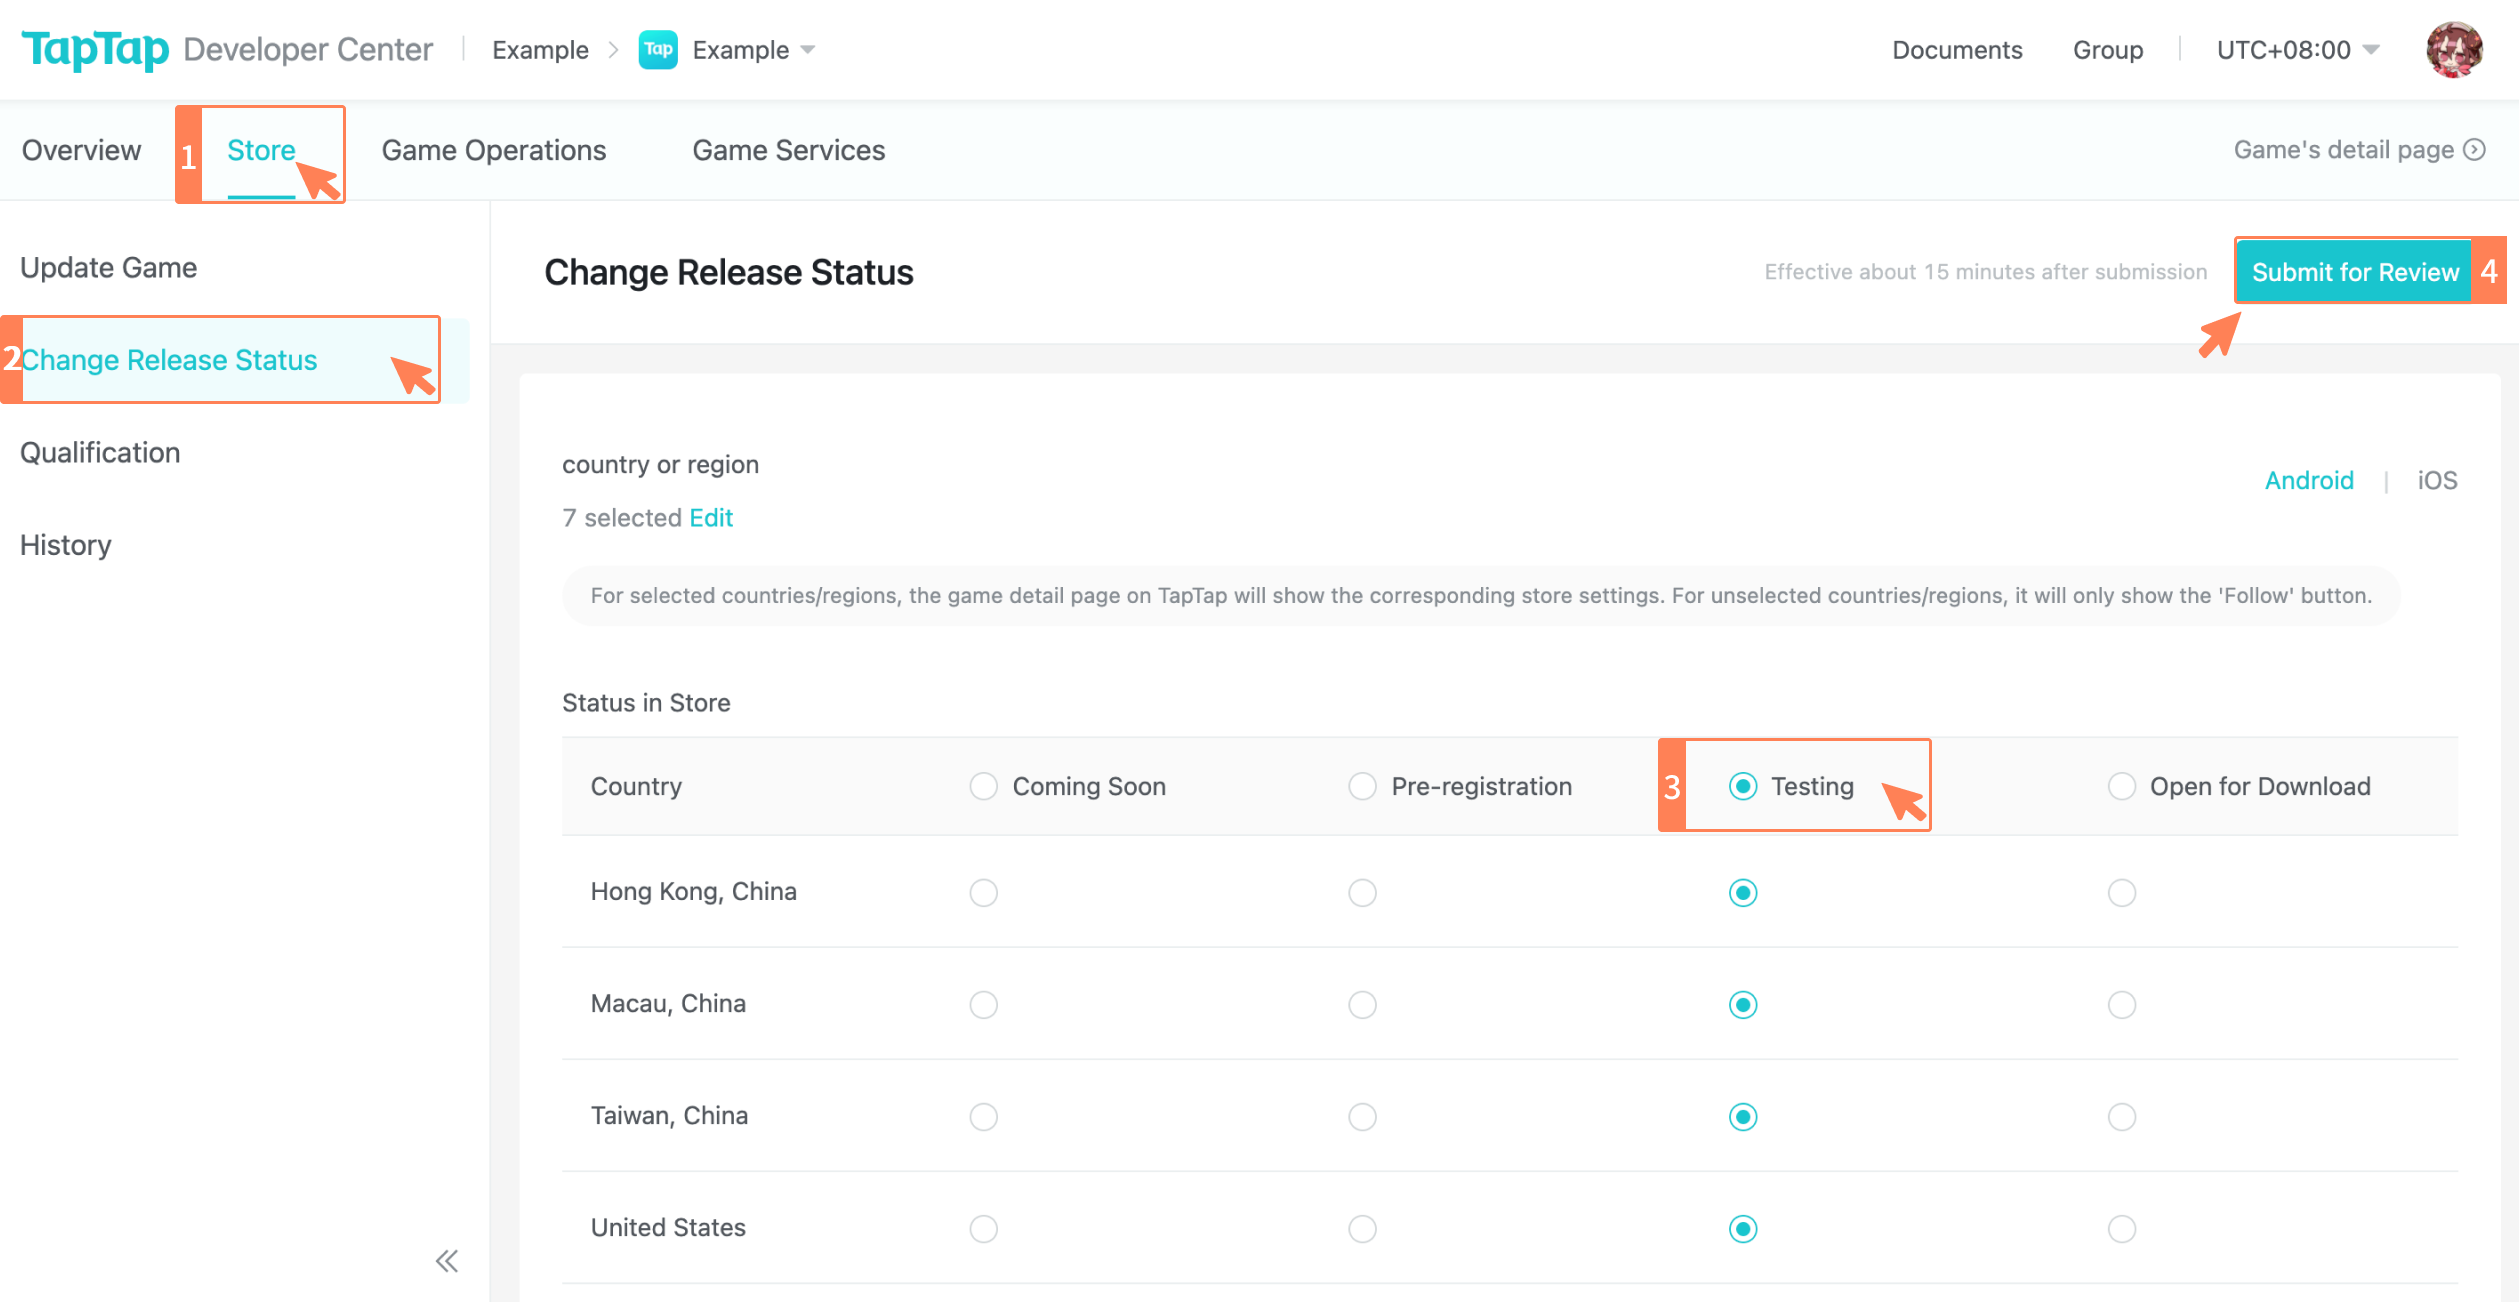 TapTap Developer Center Example > Tap Example Documents Group UTC+08:00
Overview 1 Store Game Operations Game Services Game's detail page
Update Game
2 Change Release Status
Qualification
History
Change Release Status Effective about 15 minutes after submission Submit for Review 4
country or region
7 selected Edit
Android | iOS
For selected countries/regions, the game detail page on TapTap will show the corresponding store settings. For unselected countries/regions, it will only show the 'Follow' button.
Status in Store
Country Coming Soon Pre-registration 3 Testing Open for Download
Hong Kong, China
Macau, China
Taiwan, China
United States